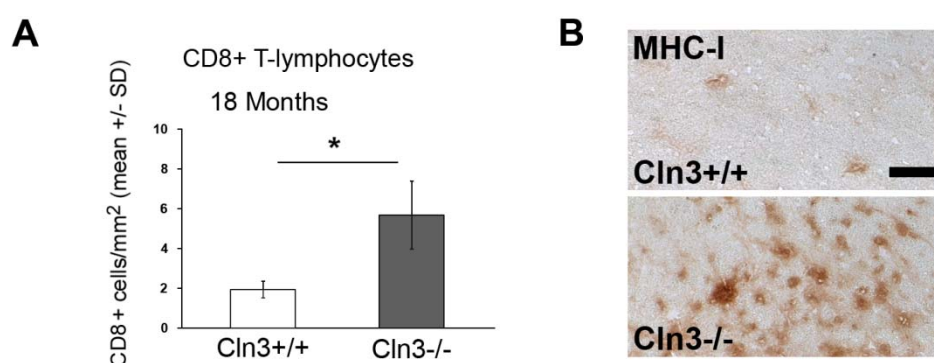 A
CD8+ T-lymphocytes
18 Months
CD8+ cells/mm² (mean +/- SD)
10
8
6
4
2
0
*
Cln3+/+
Cln3-/-
B
MHC-I
Cln3+/+
Cln3-/-